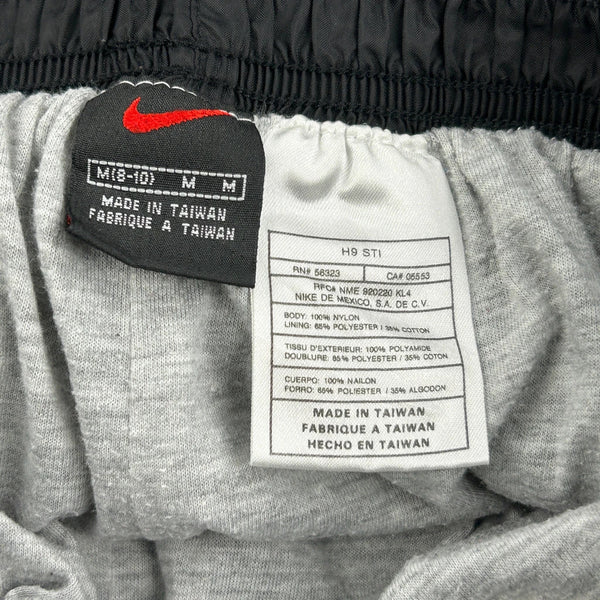 M(8-10) M M
MADE IN TAIWAN
FABRIQUE A TAIWAN
H9 STI
RN# 56323 CA# 05553
RFC# NME 920220 KL4
NIKE DE MEXICO, S.A. DE C.V.
BODY: 100% NYLON
LINING: 65% POLYESTER / 35% COTTON
TISSU D'EXTERIEUR: 100% POLYAMIDE
DOUBLURE: 65% POLYESTER / 35% COTON
CUERPO: 100% NAILON
FORRO: 65% POLIESTER / 35% ALGODON
MADE IN TAIWAN
FABRIQUE A TAIWAN
HECHO EN TAIWAN